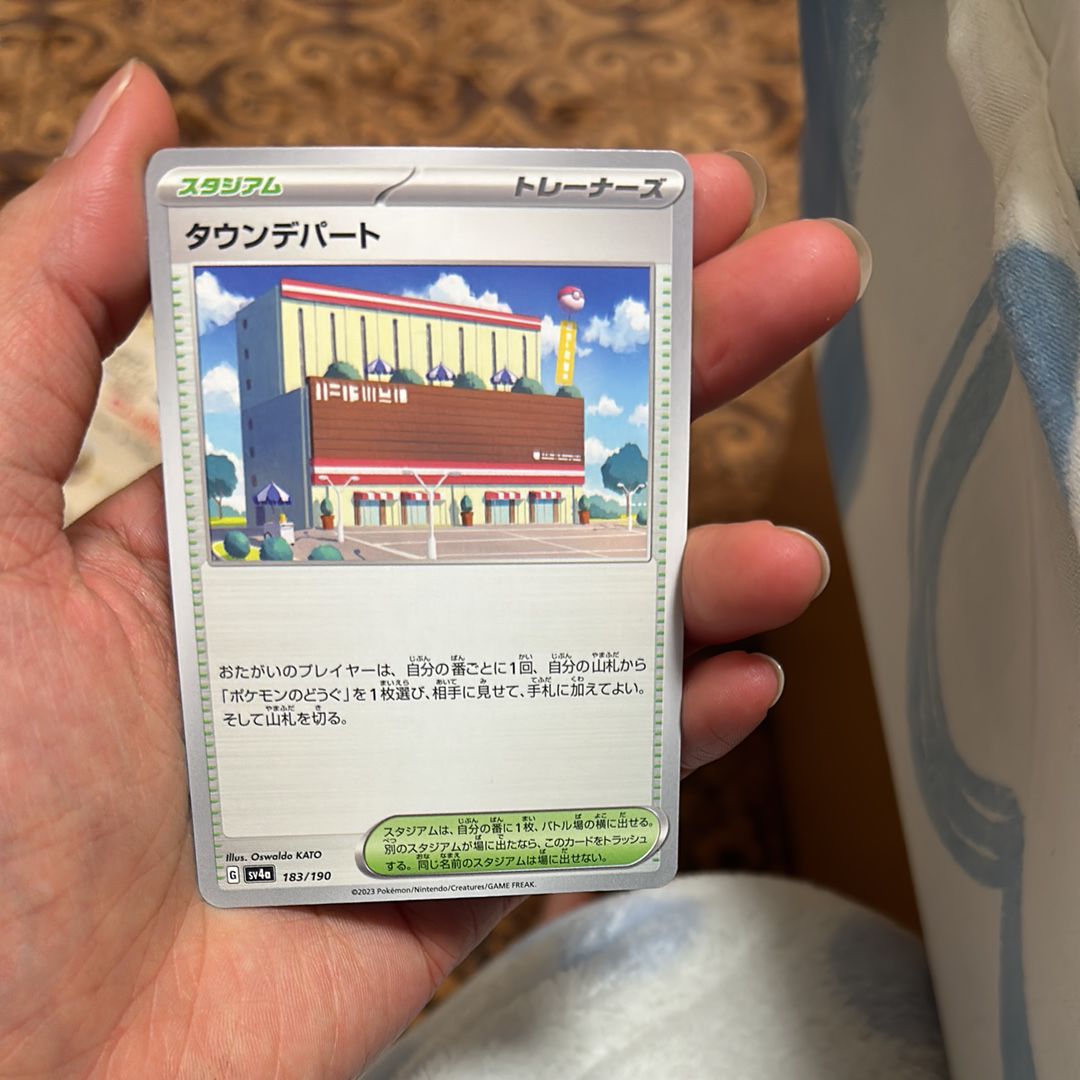 スタジアム トレーナーズ
タウンデパート
おたがいのプレイヤーは、自分の番ごとに1回、自分の山札から
「ポケモンのどうぐ」を1枚選び、相手に見せて、手札に加えてよい。
そして山札を切る。
スタジアムは、自分の番に1枚、バトル場の横に出せる。
別のスタジアムが場に出たなら、このカードをトラッシュ
する。同じ名前のスタジアムは場に出せない。
Illus. Oswaldo KATO
G sv4a 183/190
©2023 Pokémon/Nintendo/Creatures/GAME FREAK.